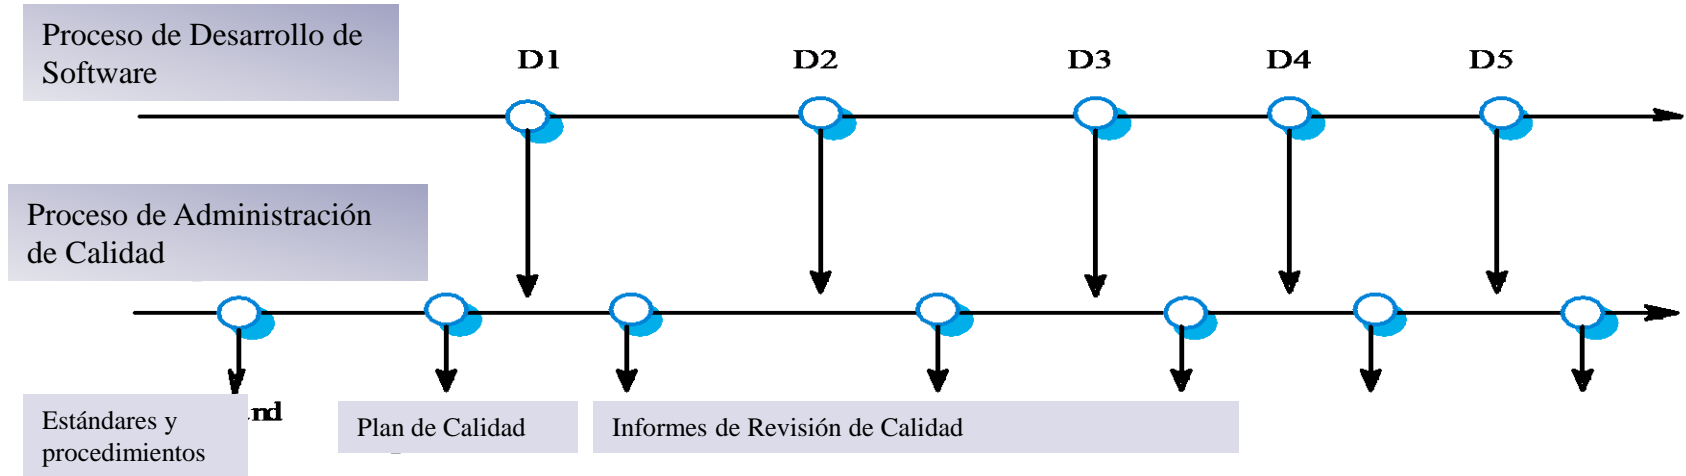 Proceso de Desarrollo de
Software
D1
D2
D3
D4
D5
Proceso de Administración
de Calidad
Estándares y
procedimientos
nd
Plan de Calidad
Informes de Revisión de Calidad